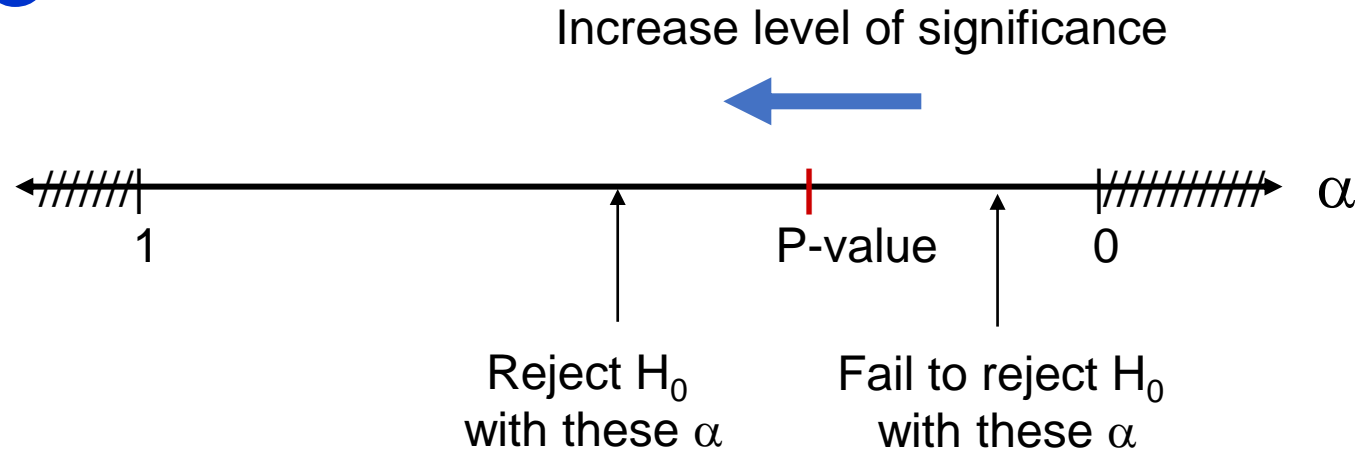 Increase level of significance
α
1
P-value
0
Reject H₀
with these α
Fail to reject H₀
with these α